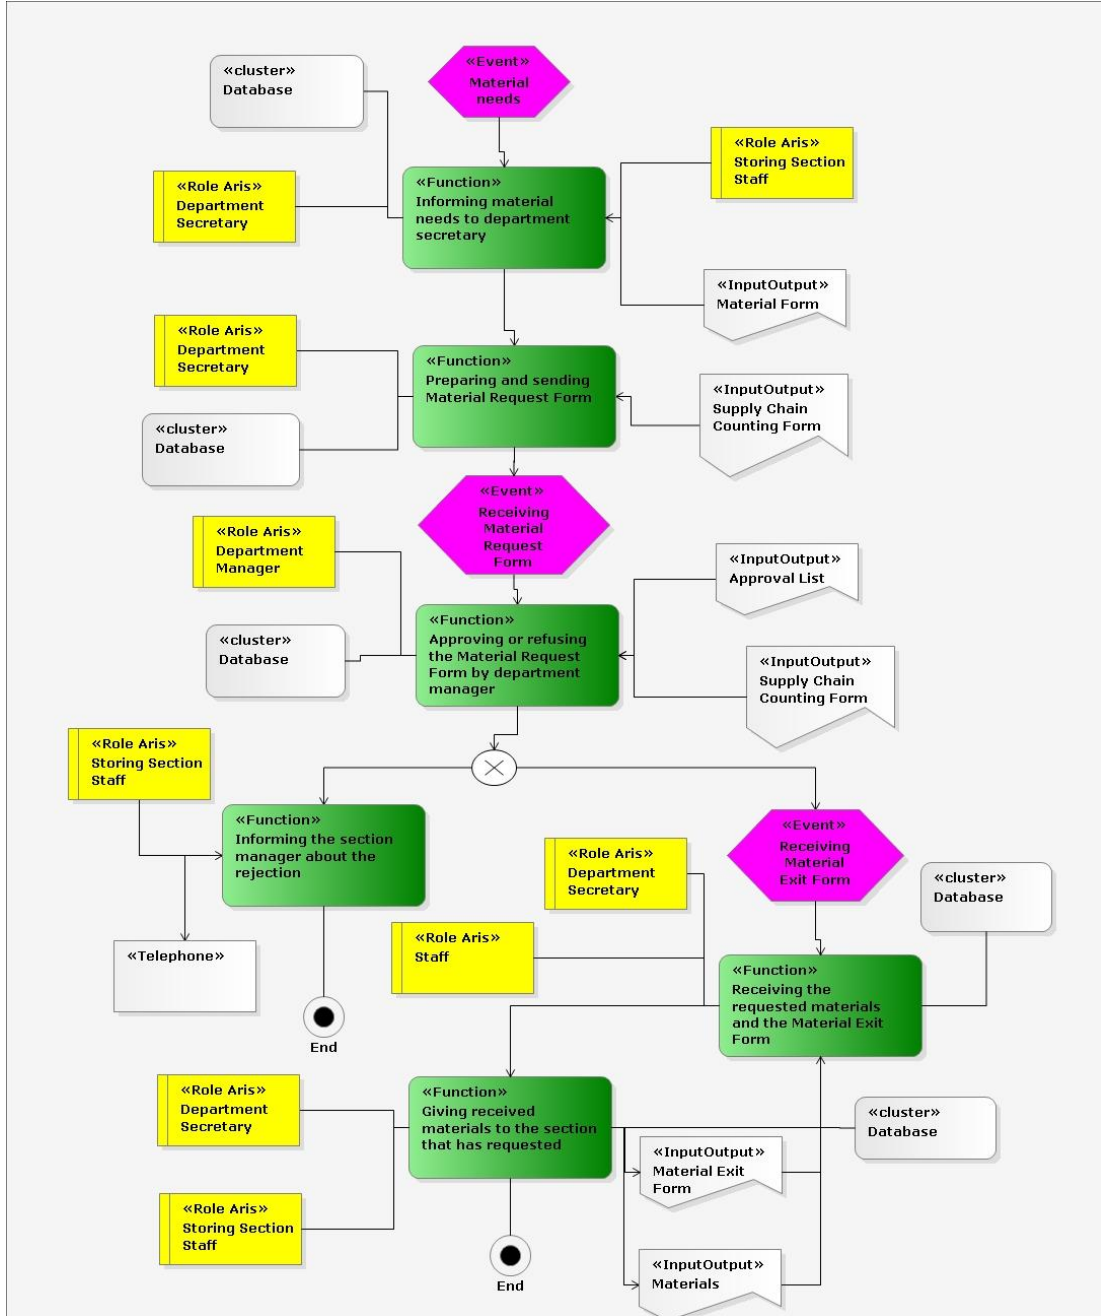 «cluster»
Database
«Event»
Material
needs
«Role Aris»
Storing Section
Staff
«Role Aris»
Department
Secretary
«Function»
Informing material
needs to department
secretary
«InputOutput»
Material Form
«Role Aris»
Department
Secretary
«Function»
Preparing and sending
Material Request Form
«InputOutput»
Supply Chain
Counting Form
«cluster»
Database
«Event»
Receiving
Material
Request
Form
«Role Aris»
Department
Manager
«InputOutput»
Approval List
«cluster»
Database
«Function»
Approving or refusing
the Material Request
Form by department
manager
«InputOutput»
Supply Chain
Counting Form
«Role Aris»
Storing Section
Staff
«Function»
Informing the section
manager about the
rejection
«Event»
Receiving
Material
Exit Form
«Role Aris»
Department
Secretary
«cluster»
Database
«Role Aris»
Staff
«Telephone»
«Function»
Receiving the
requested materials
and the Material Exit
Form
End
«Role Aris»
Department
Secretary
«Function»
Giving received
materials to the section
that has requested
«cluster»
Database
«InputOutput»
Material Exit
Form
«Role Aris»
Storing Section
Staff
«InputOutput»
Materials
End